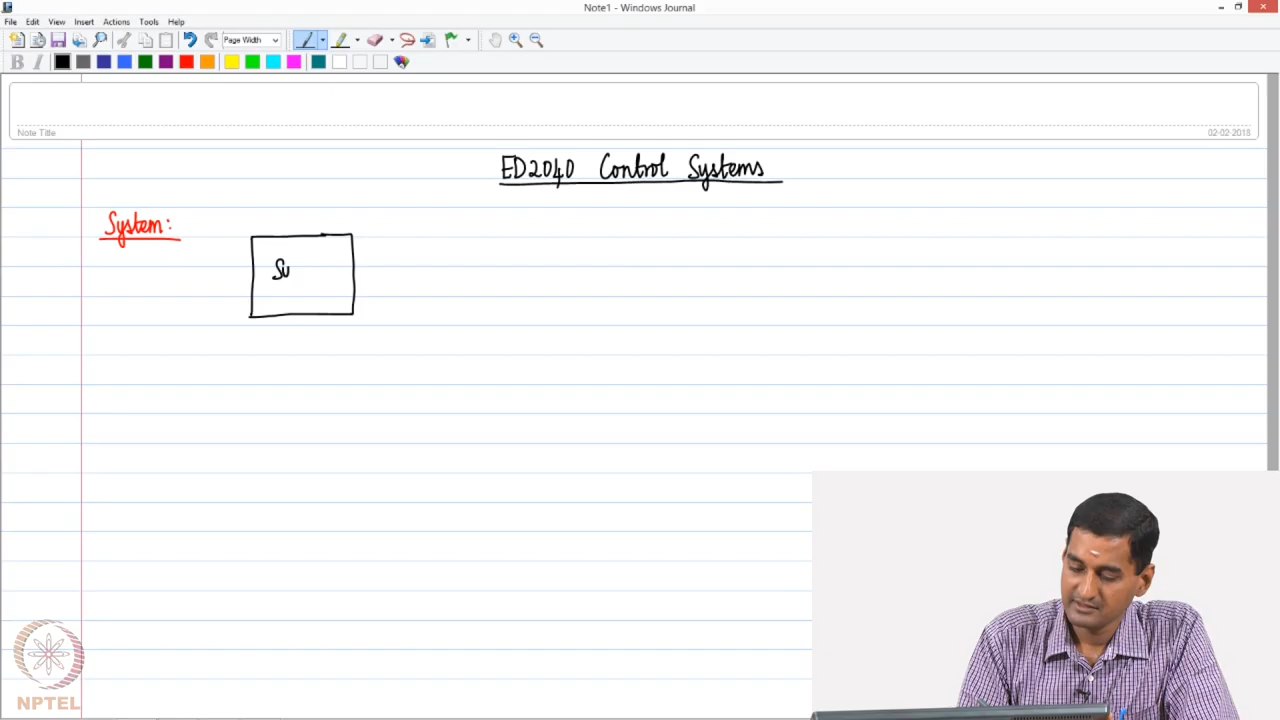 Note1 - Windows Journal
File Edit View Insert Actions Tools Help
Page Width
B I
Note Title
02-02-2018
ED2040 Control Systems
System:
Su
NPTEL